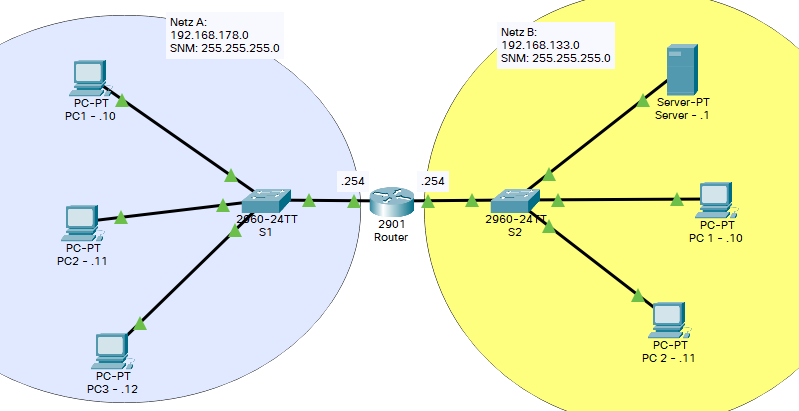 Netz A:
192.168.178.0
SNM: 255.255.255.0
Netz B:
192.168.133.0
SNM: 255.255.255.0
PC-PT
PC1 - .10
Server-PT
Server - .1
.254
.254
2960-24TT
S1
2901
Router
2960-24TT
S2
PC-PT
PC 1 - .10
PC-PT
PC2 - .11
PC-PT
PC 2 - .11
PC-PT
PC3 - .12